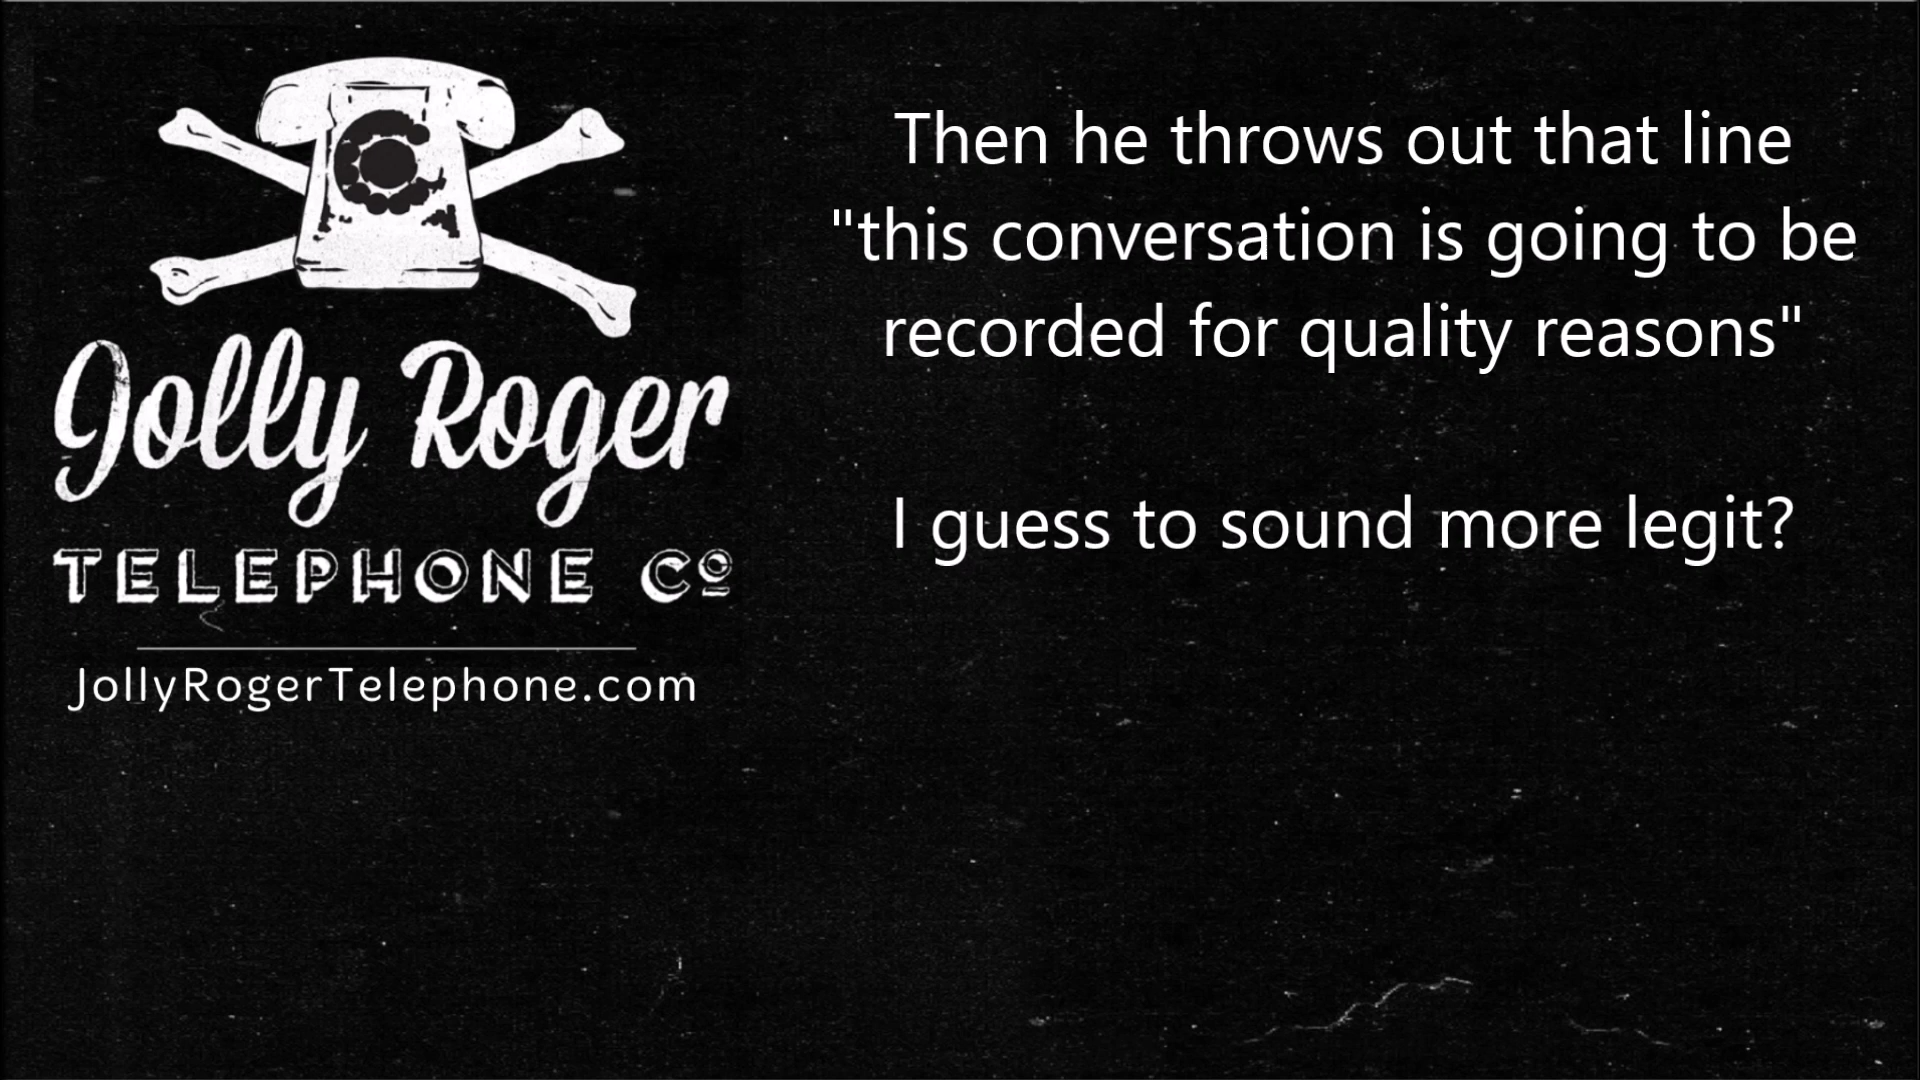 Jolly Roger
TELEPHONE Co
JollyRogerTelephone.com
Then he throws out that line
"this conversation is going to be
recorded for quality reasons"
I guess to sound more legit?